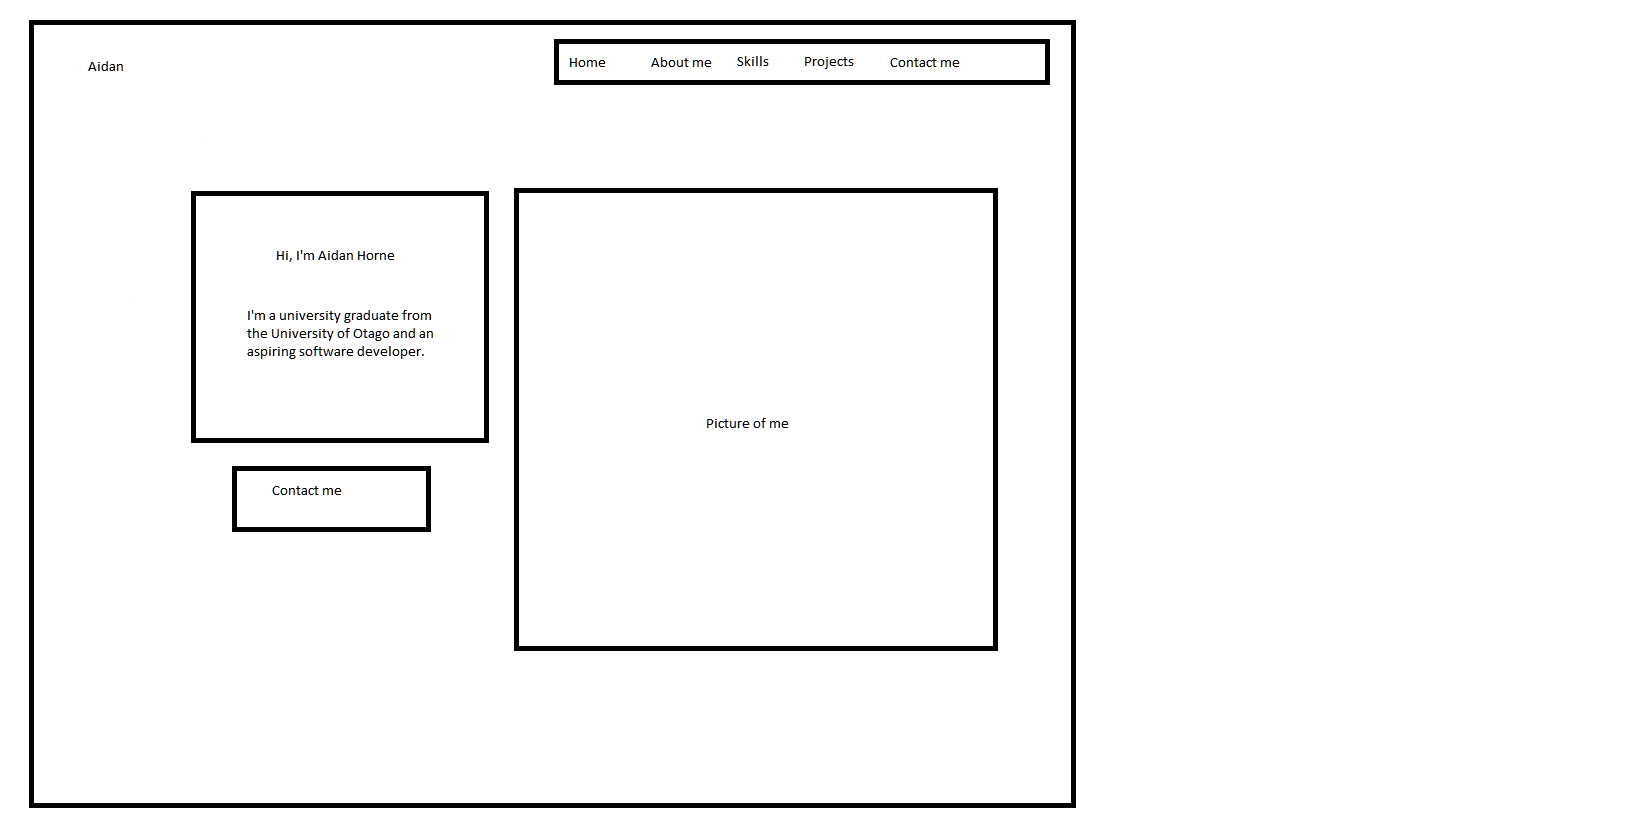 Aidan
Home About me Skills Projects Contact me
Hi, I'm Aidan Horne
I'm a university graduate from
the University of Otago and an
aspiring software developer.
Contact me
Picture of me